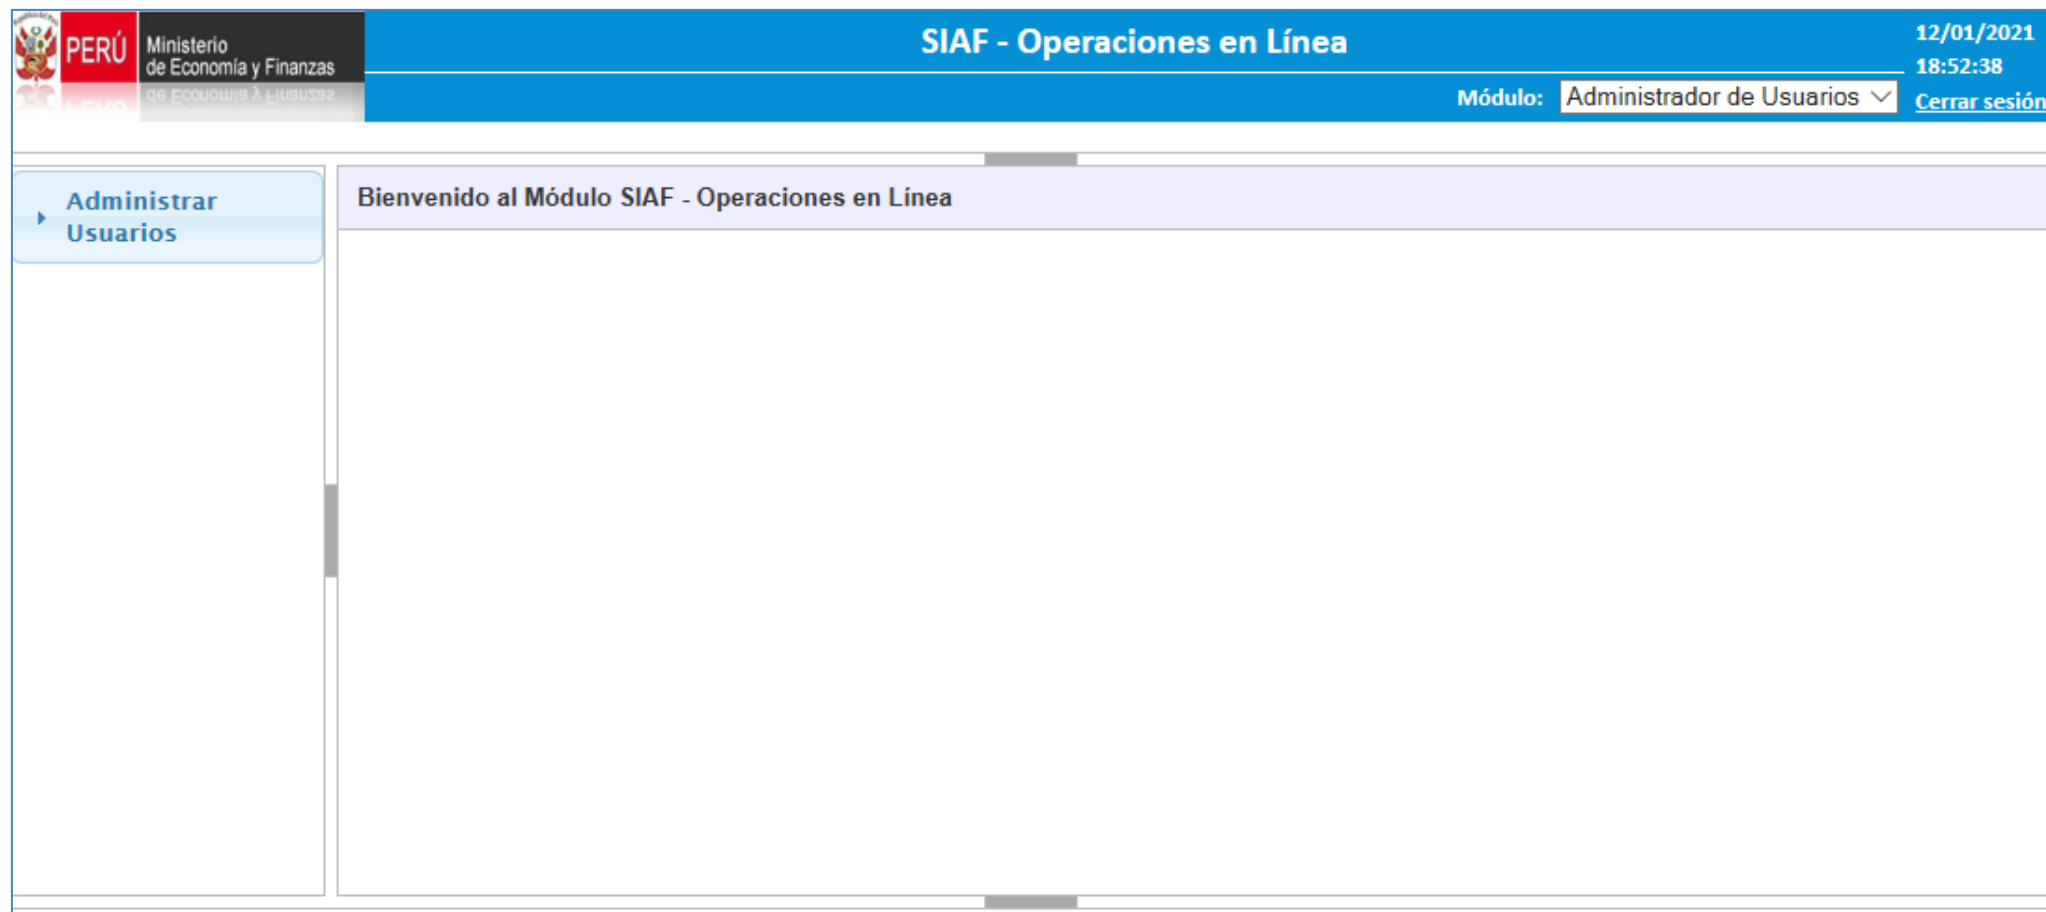 PERÚ
Ministerio
de Economía y Finanzas
SIAF - Operaciones en Línea
12/01/2021
18:52:38
Módulo: Administrador de Usuarios
Cerrar sesión
Administrar
Usuarios
Bienvenido al Módulo SIAF - Operaciones en Línea